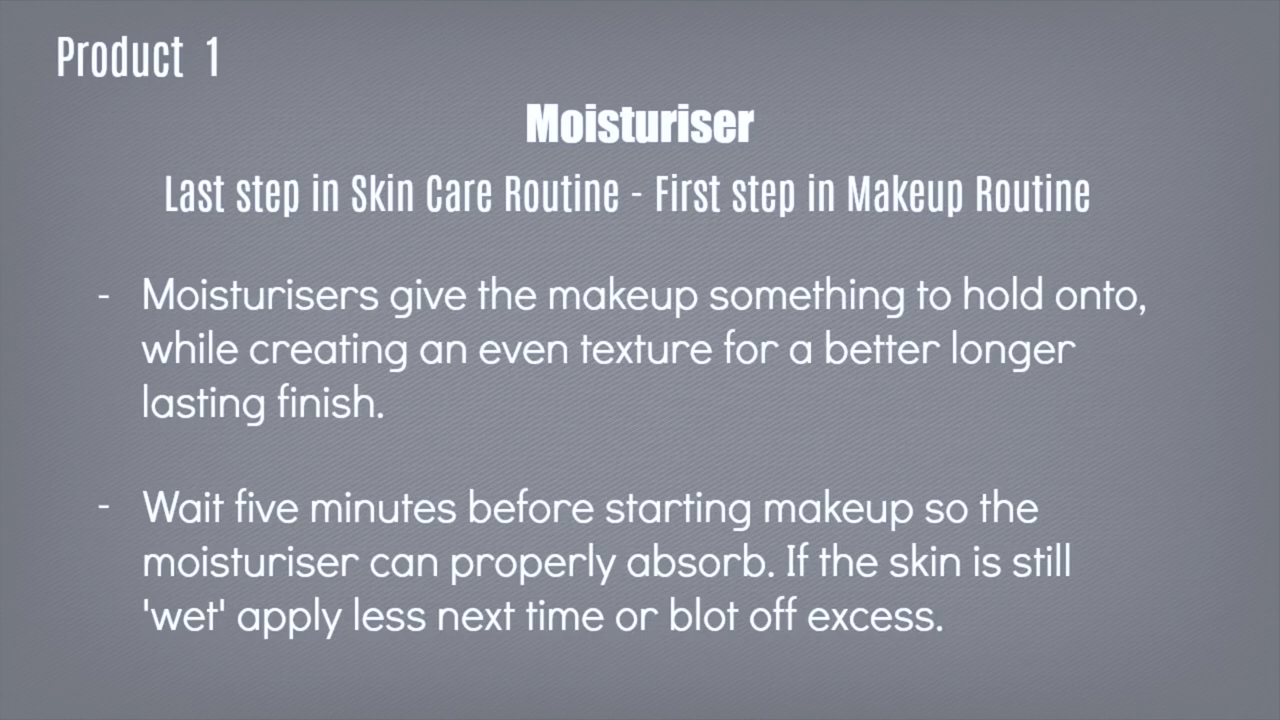 Product 1
Moisturiser
Last step in Skin Care Routine - First step in Makeup Routine
- Moisturisers give the makeup something to hold onto,
while creating an even texture for a better longer
lasting finish.
- Wait five minutes before starting makeup so the
moisturiser can properly absorb. If the skin is still
'wet' apply less next time or blot off excess.